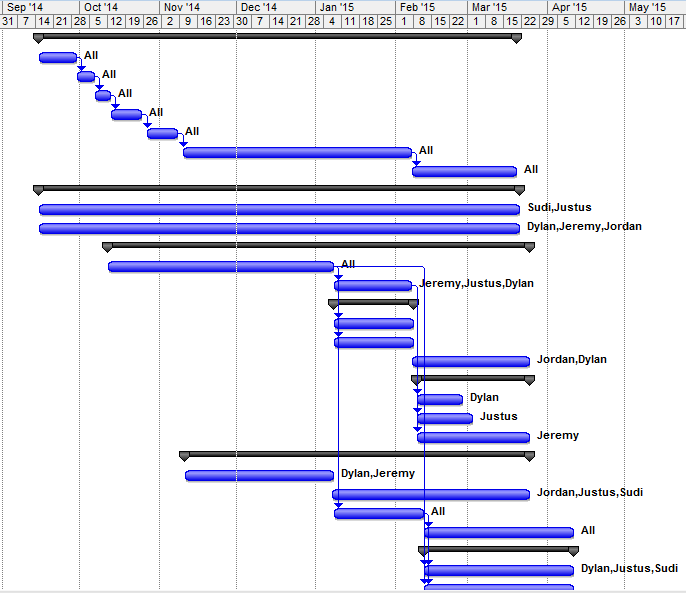 Sep '14 Oct '14 Nov '14 Dec '14 Jan '15 Feb '15 Mar '15 Apr '15 May '15
31 7 14 21 28 5 12 19 26 2 9 16 23 30 7 14 21 28 4 11 18 25 1 8 15 22 1 8 15 22 29 5 12 19 26 3 10 17
All
All
All
All
All
All
All
Sudi,Justus
Dylan,Jeremy,Jordan
All
Jeremy,Justus,Dylan
Jordan,Dylan
Dylan
Justus
Jeremy
Dylan,Jeremy
Jordan,Justus,Sudi
All
All
Dylan,Justus,Sudi